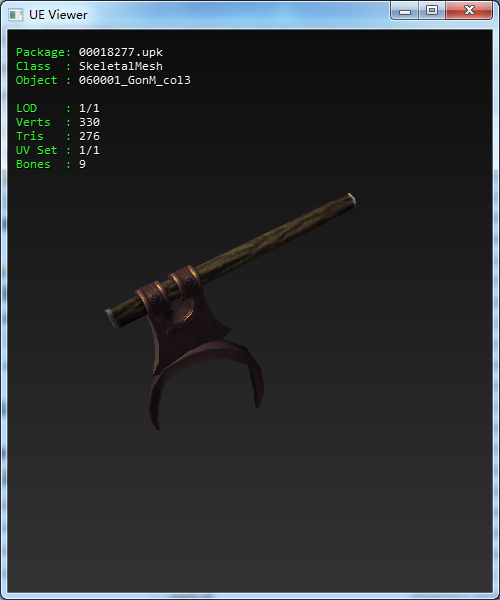 UE Viewer
Package: 00018277.upk
Class : SkeletalMesh
Object : 060001_GonM_col3
LOD : 1/1
Verts : 330
Tris : 276
UV Set : 1/1
Bones : 9